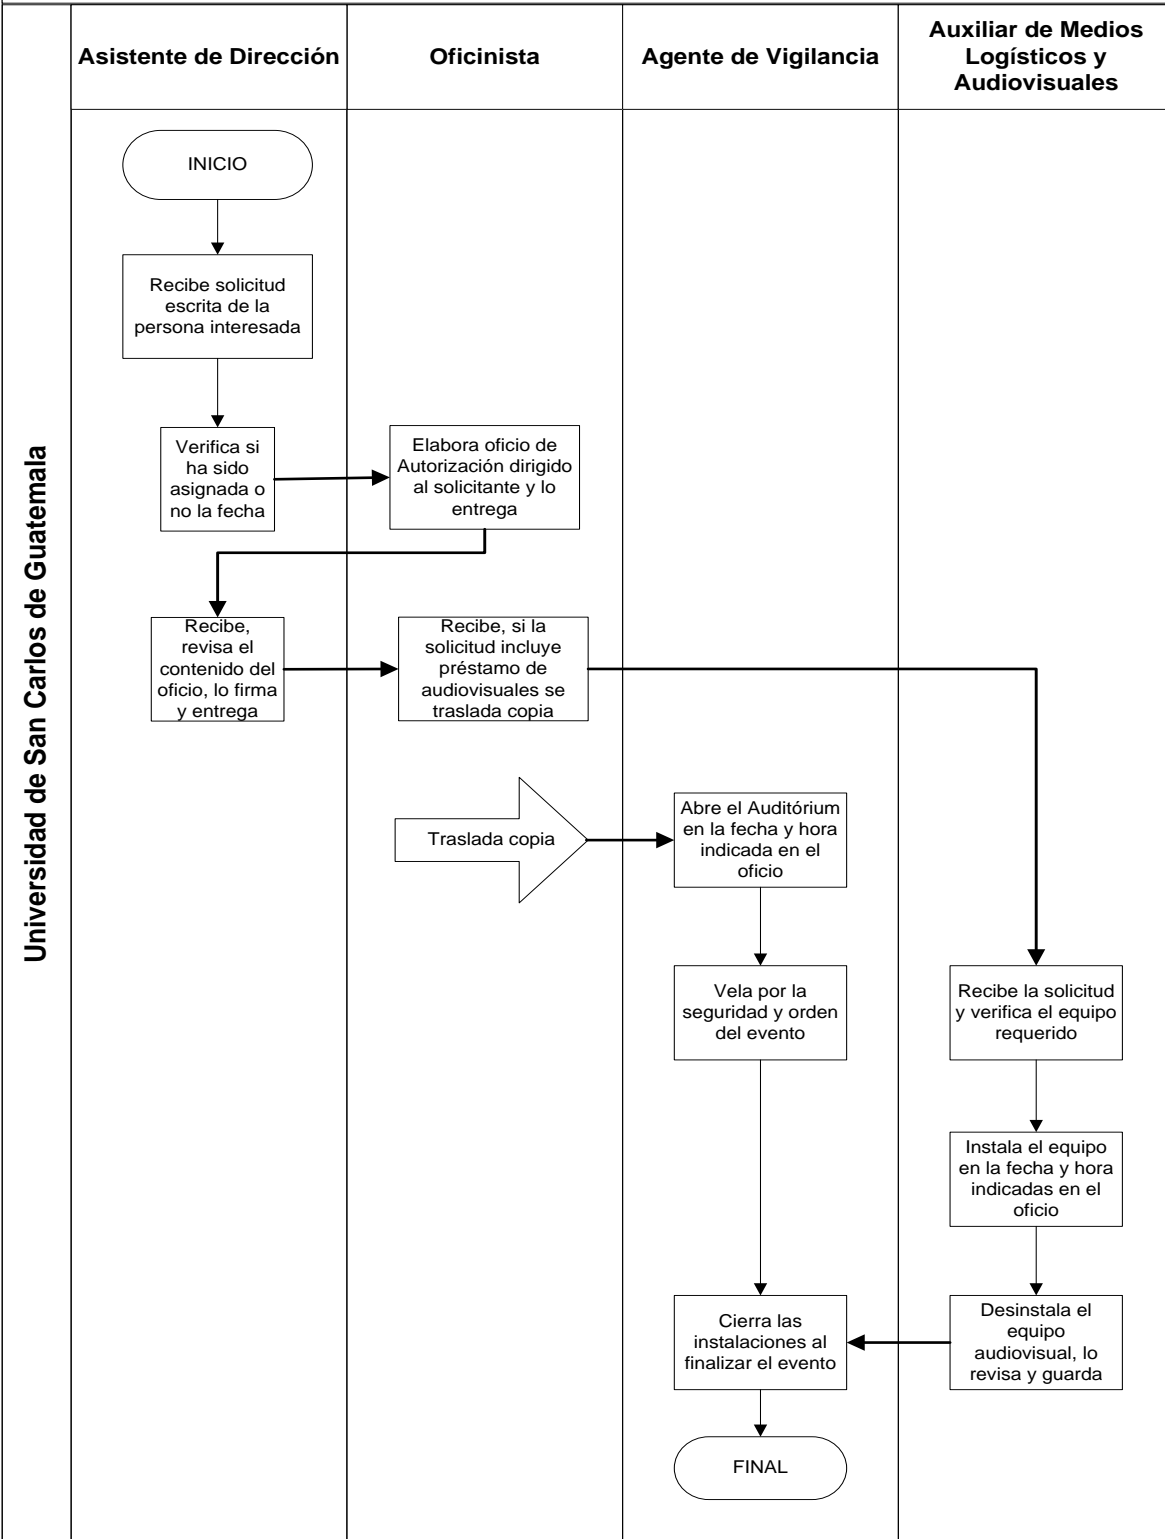 Universidad de San Carlos de Guatemala
Asistente de Dirección
Oficinista
Agente de Vigilancia
Auxiliar de Medios
Logísticos y
Audiovisuales
INICIO
Recibe solicitud
escrita de la
persona interesada
Verifica si
ha sido
asignada o
no la fecha
Elabora oficio de
Autorización dirigido
al solicitante y lo
entrega
Recibe,
revisa el
contenido del
oficio, lo firma
y entrega
Recibe, si la
solicitud incluye
préstamo de
audiovisuales se
traslada copia
Traslada copia
Abre el Auditórium
en la fecha y hora
indicada en el
oficio
Vela por la
seguridad y orden
del evento
Recibe la solicitud
y verifica el equipo
requerido
Instala el equipo
en la fecha y hora
indicadas en el
oficio
Cierra las
instalaciones al
finalizar el evento
Desinstala el
equipo
audiovisual, lo
revisa y guarda
FINAL